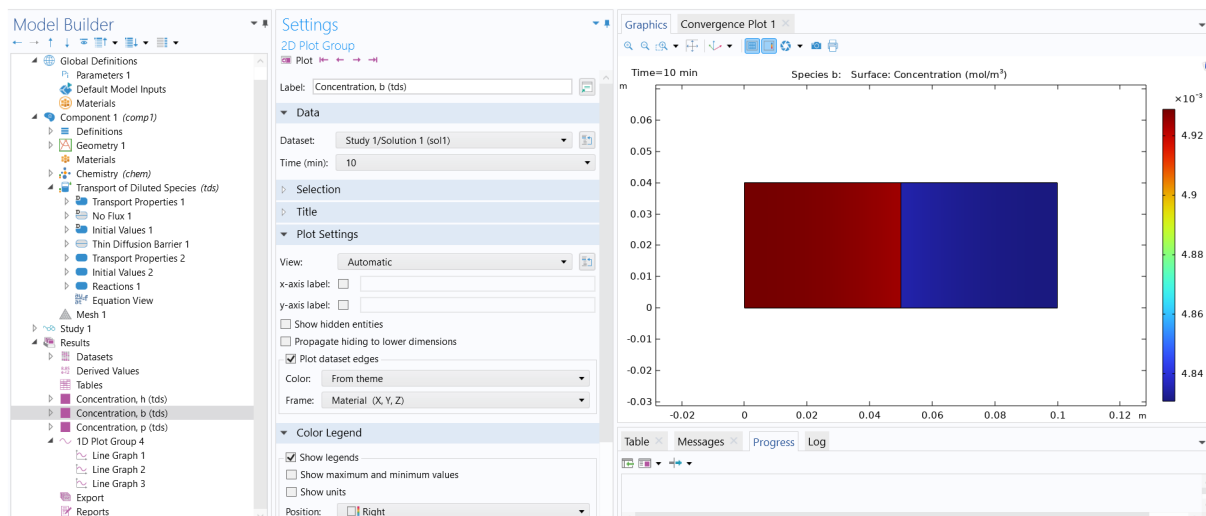 Model Builder
Global Definitions
Pi Parameters 1
Default Model Inputs
Materials
Component 1 (comp1)
Definitions
Geometry 1
Materials
Chemistry (chem)
Transport of Diluted Species (tds)
Transport Properties 1
No Flux 1
Initial Values 1
Thin Diffusion Barrier 1
Transport Properties 2
Initial Values 2
Reactions 1
Equation View
Mesh 1
Study 1
Results
Datasets
Derived Values
Tables
Concentration, h (tds)
Concentration, b (tds)
Concentration, p (tds)
1D Plot Group 4
Line Graph 1
Line Graph 2
Line Graph 3
Export
Reports
Settings
2D Plot Group
Plot
Label: Concentration, b (tds)
Data
Dataset: Study 1/Solution 1 (sol1)
Time (min): 10
Selection
Title
Plot Settings
View: Automatic
x-axis label:
y-axis label:
Show hidden entities
Propagate hiding to lower dimensions
Plot dataset edges
Color: From theme
Frame: Material (X, Y, Z)
Color Legend
Show legends
Show maximum and minimum values
Show units
Position: Right
Graphics Convergence Plot 1
Time=10 min Species b: Surface: Concentration (mol/m³)
m
×10⁻³
0.06
0.05
0.04
0.03
0.02
0.01
0
-0.01
-0.02
-0.03
-0.02 0 0.02 0.04 0.06 0.08 0.1 0.12 m
4.92
4.9
4.88
4.86
4.84
Table Messages Progress Log